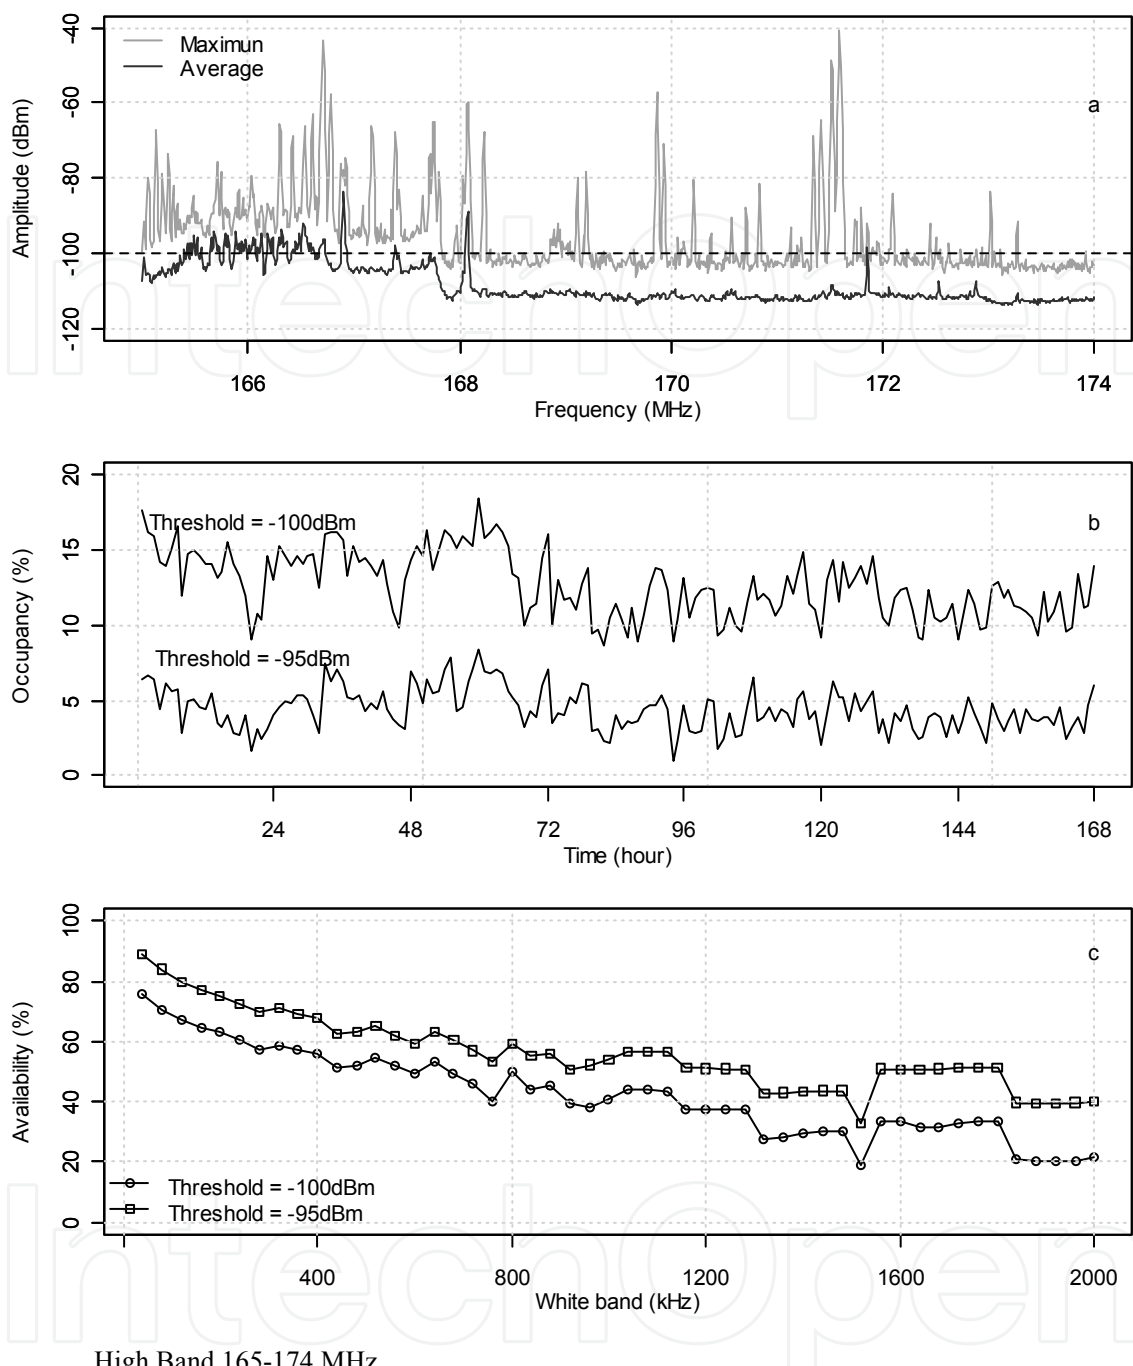 -40
Maximun
Average
-60
a
-80
-100
-120
Amplitude (dBm)
166
168
170
172
174
Frequency (MHz)
20
Threshold = -100dBm
b
15
10
Threshold = -95dBm
5
0
Occupancy (%)
24
48
72
96
120
144
168
Time (hour)
100
c
80
60
40
20
0
Availability (%)
Threshold = -100dBm
Threshold = -95dBm
400
800
1200
1600
2000
White band (kHz)
High Band 165-174 MHz
IntechOpen
IntechOpen